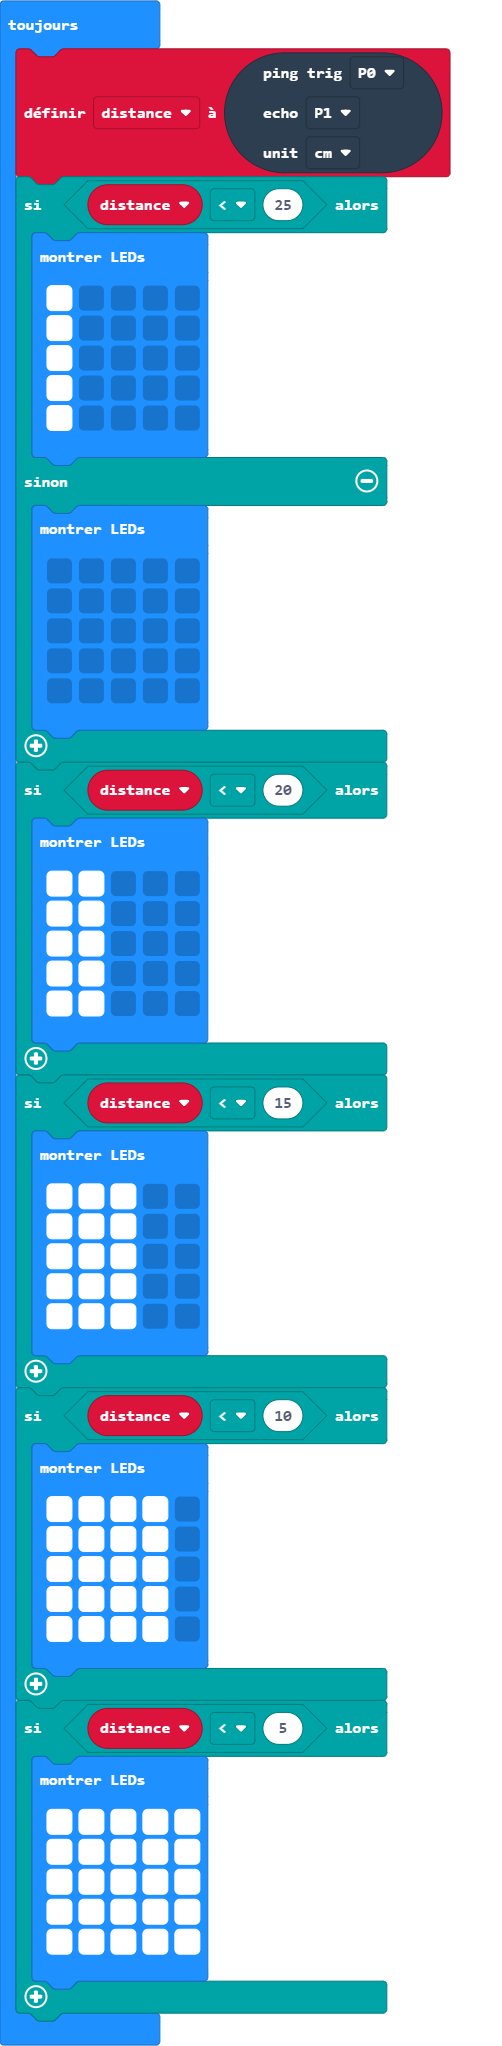 toujours
ping trig P0
définir distance à echo P1
unit cm
si distance < 25 alors
montrer LEDs
sinon
montrer LEDs
si distance < 20 alors
montrer LEDs
si distance < 15 alors
montrer LEDs
si distance < 10 alors
montrer LEDs
si distance < 5 alors
montrer LEDs